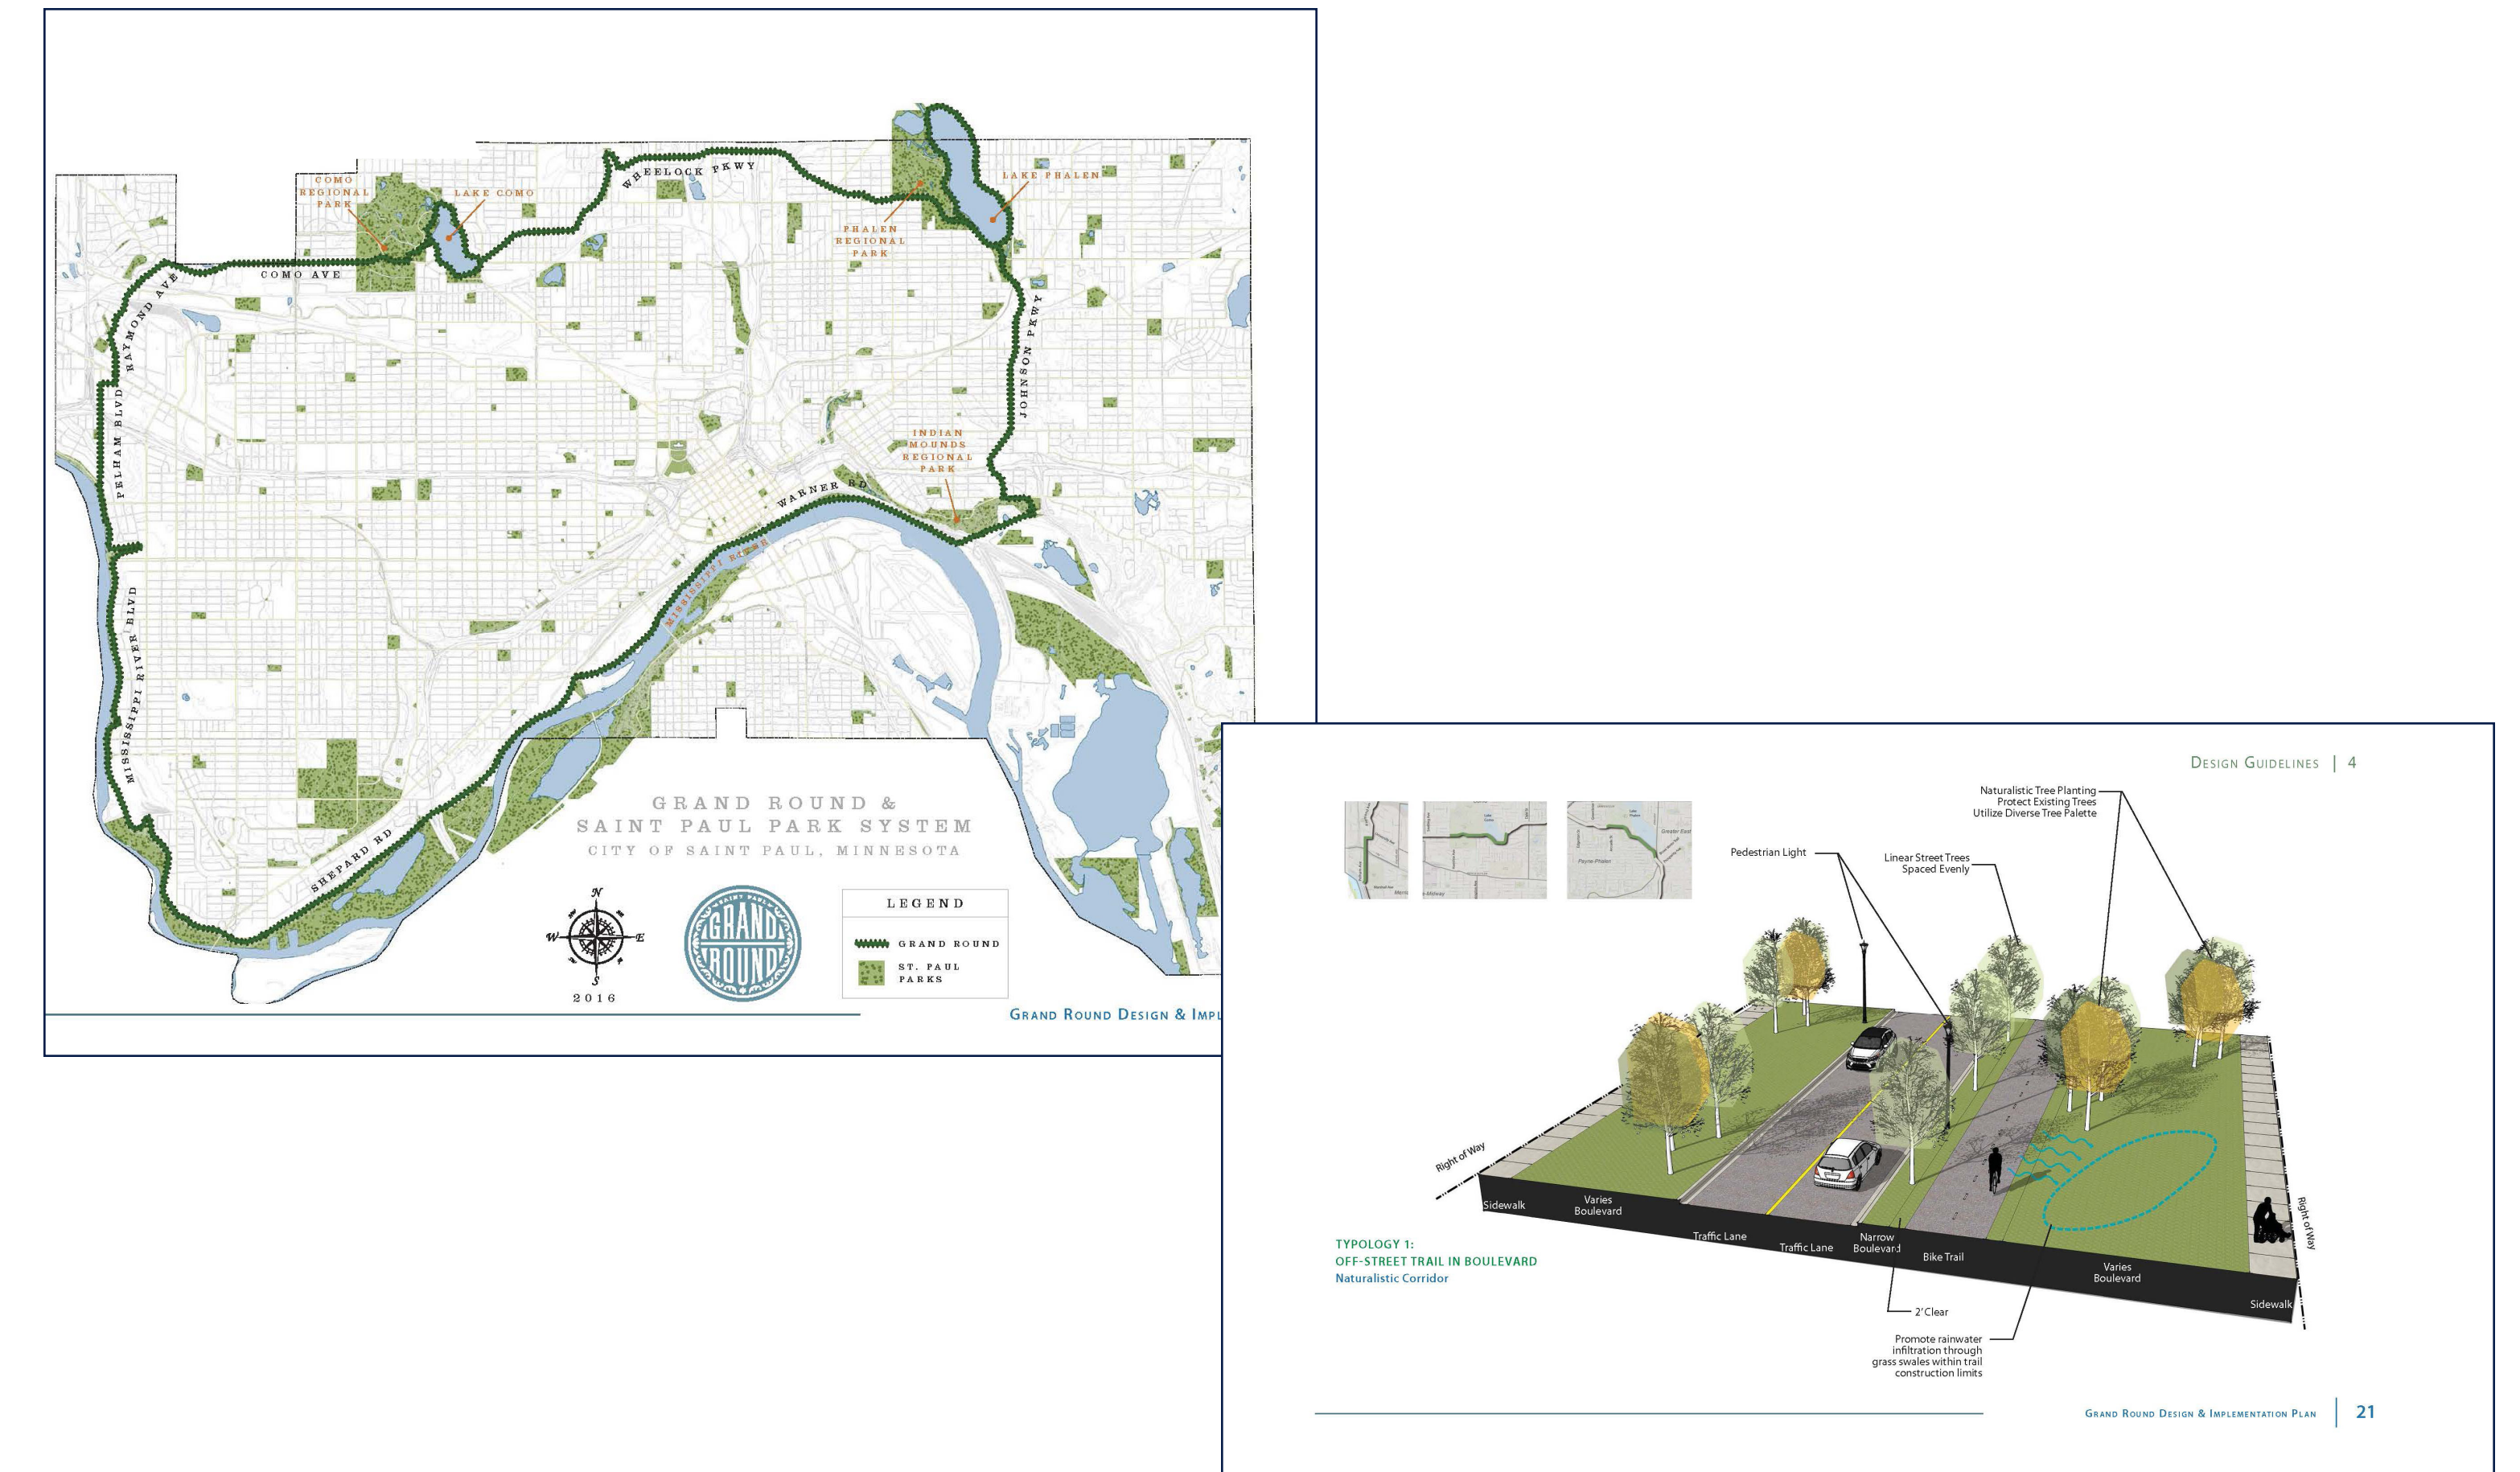 COMO
REGIONAL
PARK
LAKE COMO
WHEELOCK PKWY
LAKE PHALEN
PHALEN
REGIONAL
PARK
COMO AVE
RAYMOND AVE
JOHNSON PKWY
PELHAM BLVD
INDIAN
MOUNDS
REGIONAL
PARK
WARNER RD
MISSISSIPPI RIVER
MISSISSIPPI RIVER BLVD
SHEPARD RD
GRAND ROUND &
SAINT PAUL PARK SYSTEM
CITY OF SAINT PAUL, MINNESOTA
N
W
E
S
2016
SAINT PAUL
GRAND
ROUND
LEGEND
GRAND ROUND
ST. PAUL
PARKS
GRAND ROUND DESIGN & IMPL
DESIGN GUIDELINES | 4
Naturalistic Tree Planting
Protect Existing Trees
Utilize Diverse Tree Palette
Pedestrian Light
Linear Street Trees
Spaced Evenly
Payne-Phalen
Greater East
Right of Way
Sidewalk
Varies
Boulevard
Traffic Lane
Traffic Lane
Narrow
Boulevard
Bike Trail
Varies
Boulevard
Sidewalk
Right of Way
2' Clear
Promote rainwater
infiltration through
grass swales within trail
construction limits
TYPOLOGY 1:
OFF-STREET TRAIL IN BOULEVARD
Naturalistic Corridor
GRAND ROUND DESIGN & IMPLEMENTATION PLAN | 21